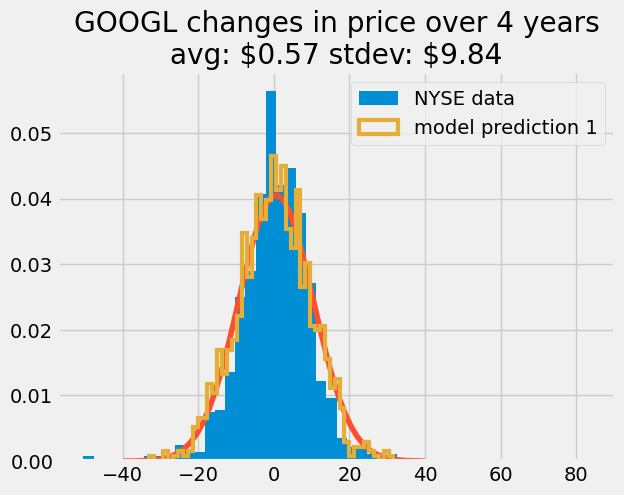 GOOGL changes in price over 4 years
avg: $0.57 stdev: $9.84
NYSE data
model prediction 1
0.05
0.04
0.03
0.02
0.01
0.00
−40 −20 0 20 40 60 80